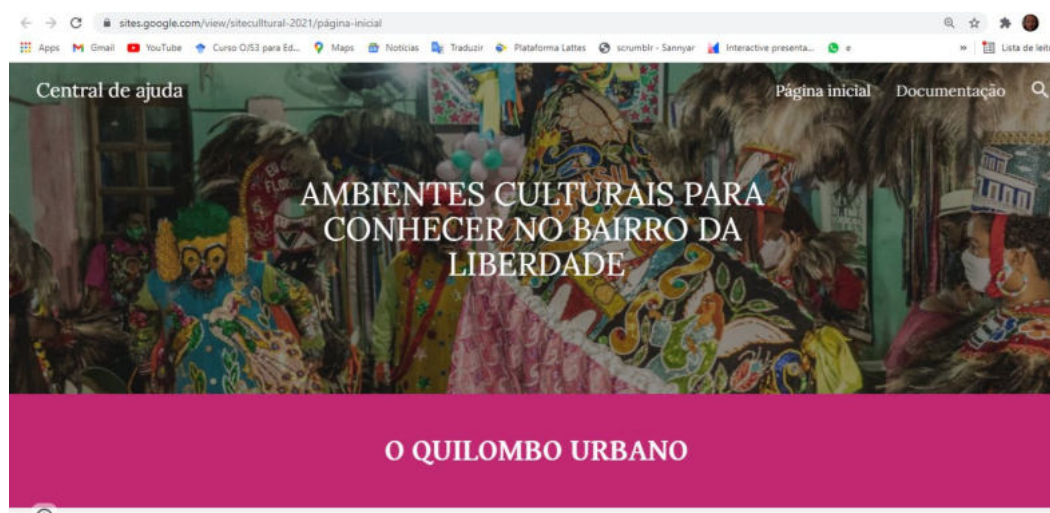 sites.google.com/view/siteculltural-2021/página-inicial
Apps M Gmail YouTube Curso OJS3 para Ed... Maps Notícias Traduzir Plataforma Lattes scrumblr - Sannyar Interactive presenta... e » Lista de leit
Central de ajuda Página inicial Documentação
AMBIENTES CULTURAIS PARA
CONHECER NO BAIRRO DA
LIBERDADE
O QUILOMBO URBANO